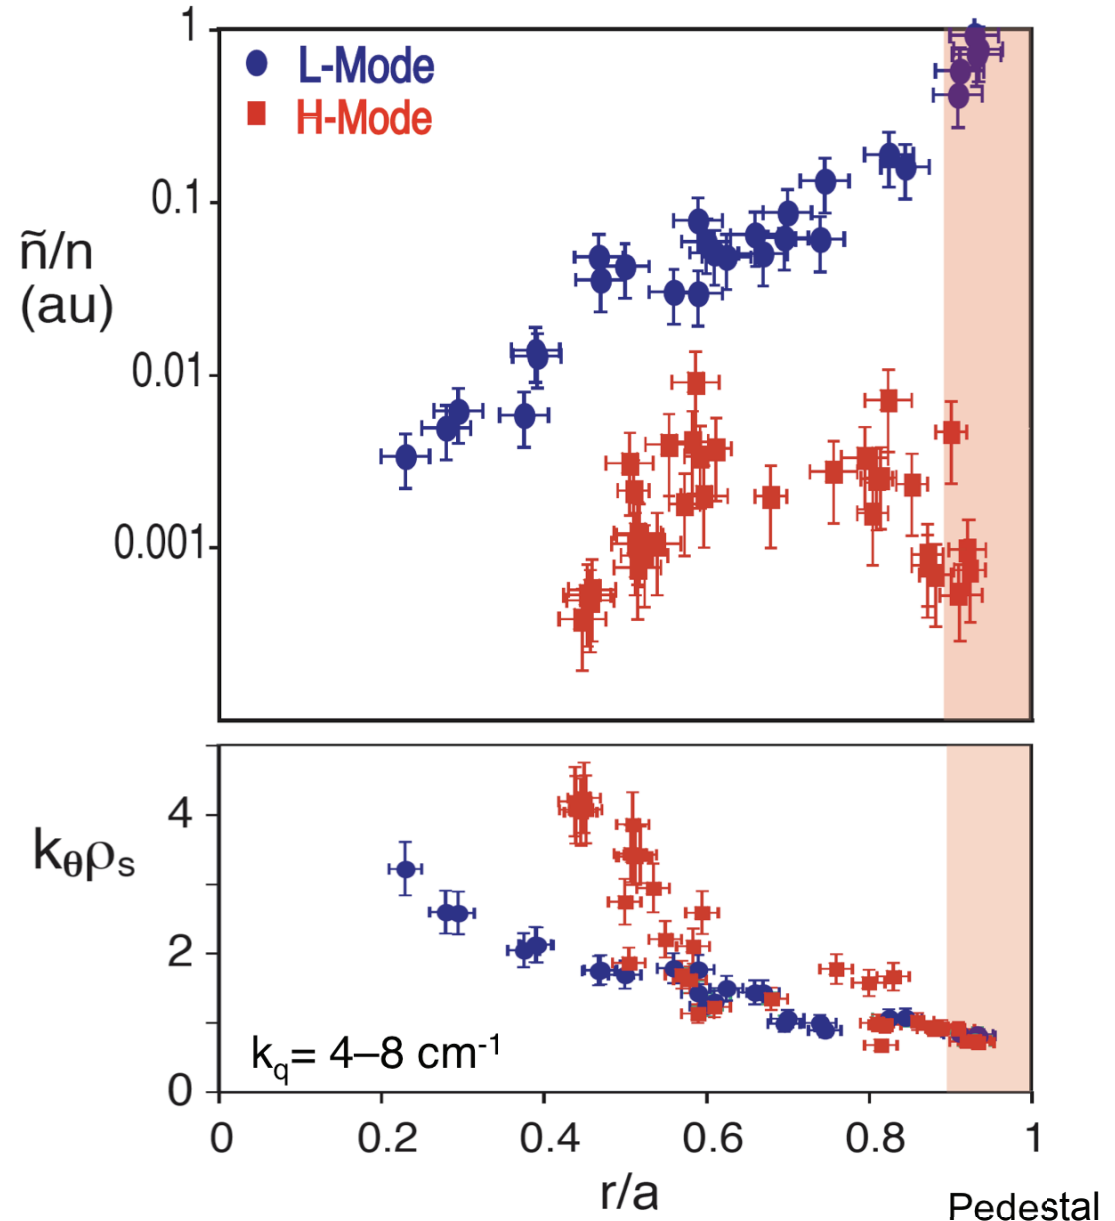 1
L-Mode
H-Mode
0.1
ñ/n
(au)
0.01
0.001
4
kθρs
2
kq= 4–8 cm-1
0
0 0.2 0.4 0.6 0.8 1
r/a
Pedestal